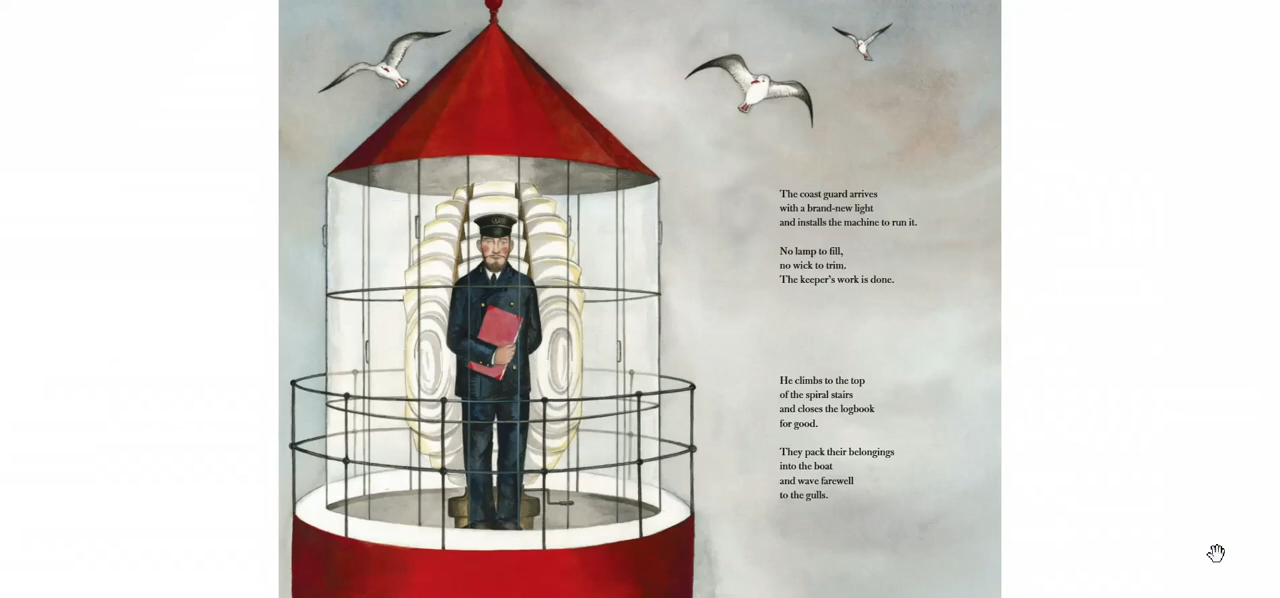 The coast guard arrives
with a brand-new light
and installs the machine to run it.
No lamp to fill,
no wick to trim.
The keeper's work is done.
He climbs to the top
of the spiral stairs
and closes the logbook
for good.
They pack their belongings
into the boat
and wave farewell
to the gulls.